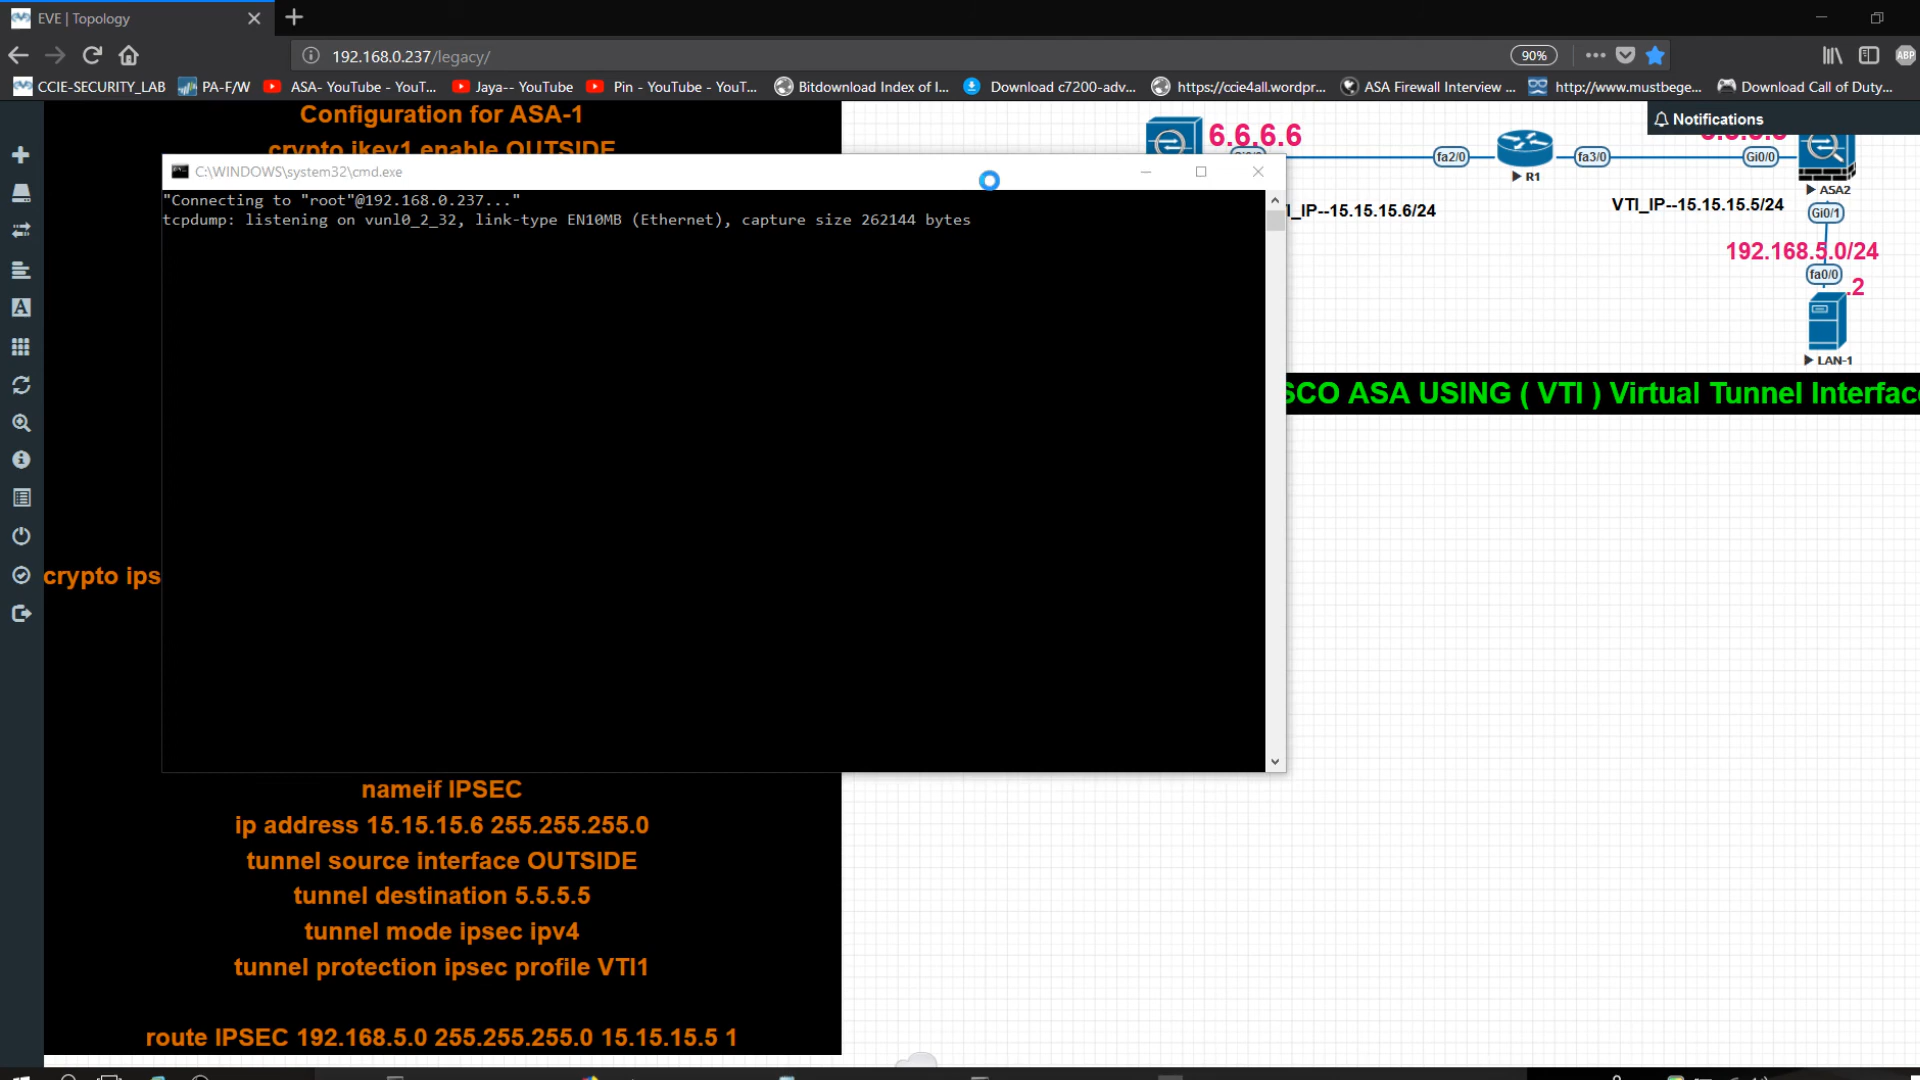 EVE | Topology
192.168.0.237/legacy/
90%
CCIE-SECURITY_LAB
PA-F/W
ASA- YouTube - YouT...
Jaya-- YouTube
Pin - YouTube - YouT...
Bitdownload Index of I...
Download c7200-adv...
https://ccie4all.wordpr...
ASA Firewall Interview ...
http://www.mustbege...
Download Call of Duty...
ABP
Notifications
Configuration for ASA-1
crypto ikev1 enable OUTSIDE
C:\WINDOWS\system32\cmd.exe
"Connecting to "root"@192.168.0.237..."
tcpdump: listening on vunl0_2_32, link-type EN10MB (Ethernet), capture size 262144 bytes
crypto ips
nameif IPSEC
ip address 15.15.15.6 255.255.255.0
tunnel source interface OUTSIDE
tunnel destination 5.5.5.5
tunnel mode ipsec ipv4
tunnel protection ipsec profile VTI1
route IPSEC 192.168.5.0 255.255.255.0 15.15.15.5 1
6.6.6.6
fa2/0
R1
fa3/0
Gi0/0
ASA2
I_IP--15.15.15.6/24
VTI_IP--15.15.15.5/24
Gi0/1
192.168.5.0/24
fa0/0
.2
LAN-1
SCO ASA USING ( VTI ) Virtual Tunnel Interfac